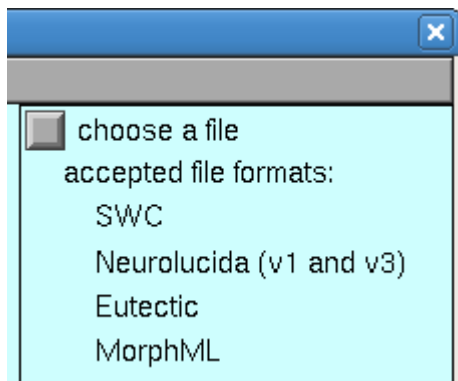 choose a file
accepted file formats:
SWC
Neurolucida (v1 and v3)
Eutectic
MorphML